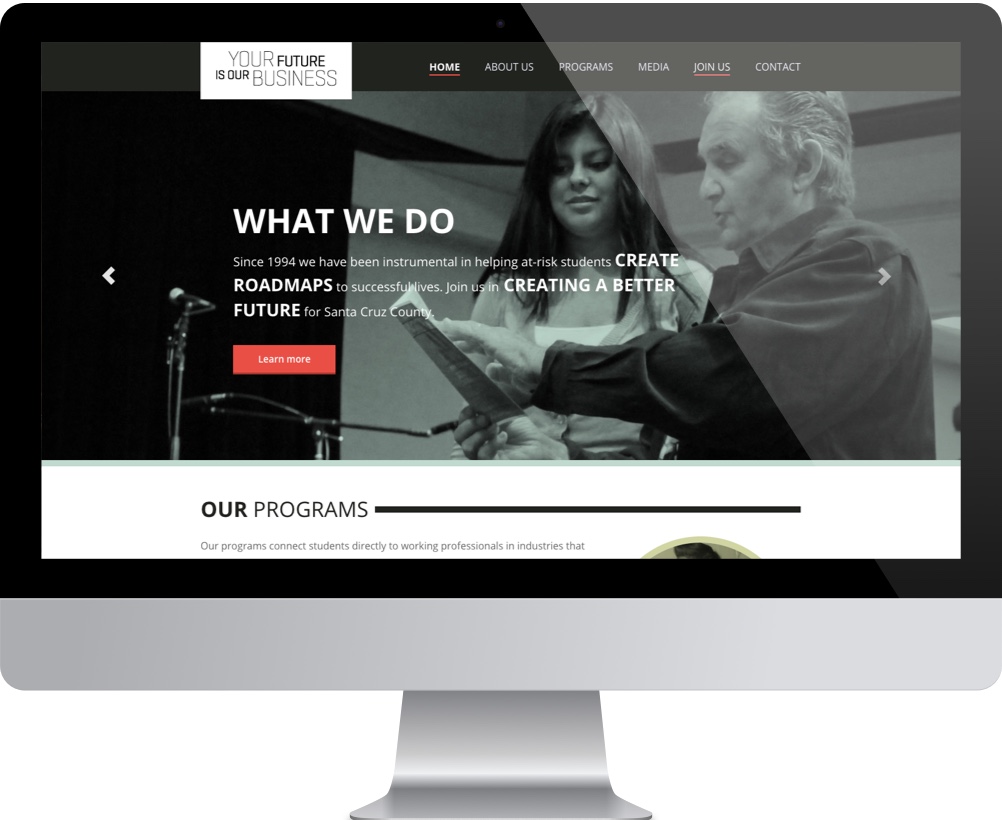 YOUR FUTURE
IS OUR BUSINESS
HOME ABOUT US PROGRAMS MEDIA JOIN US CONTACT
WHAT WE DO
Since 1994 we have been instrumental in helping at-risk students CREATE
ROADMAPS to successful lives. Join us in CREATING A BETTER
FUTURE for Santa Cruz County.
Learn more
OUR PROGRAMS
Our programs connect students directly to working professionals in industries that